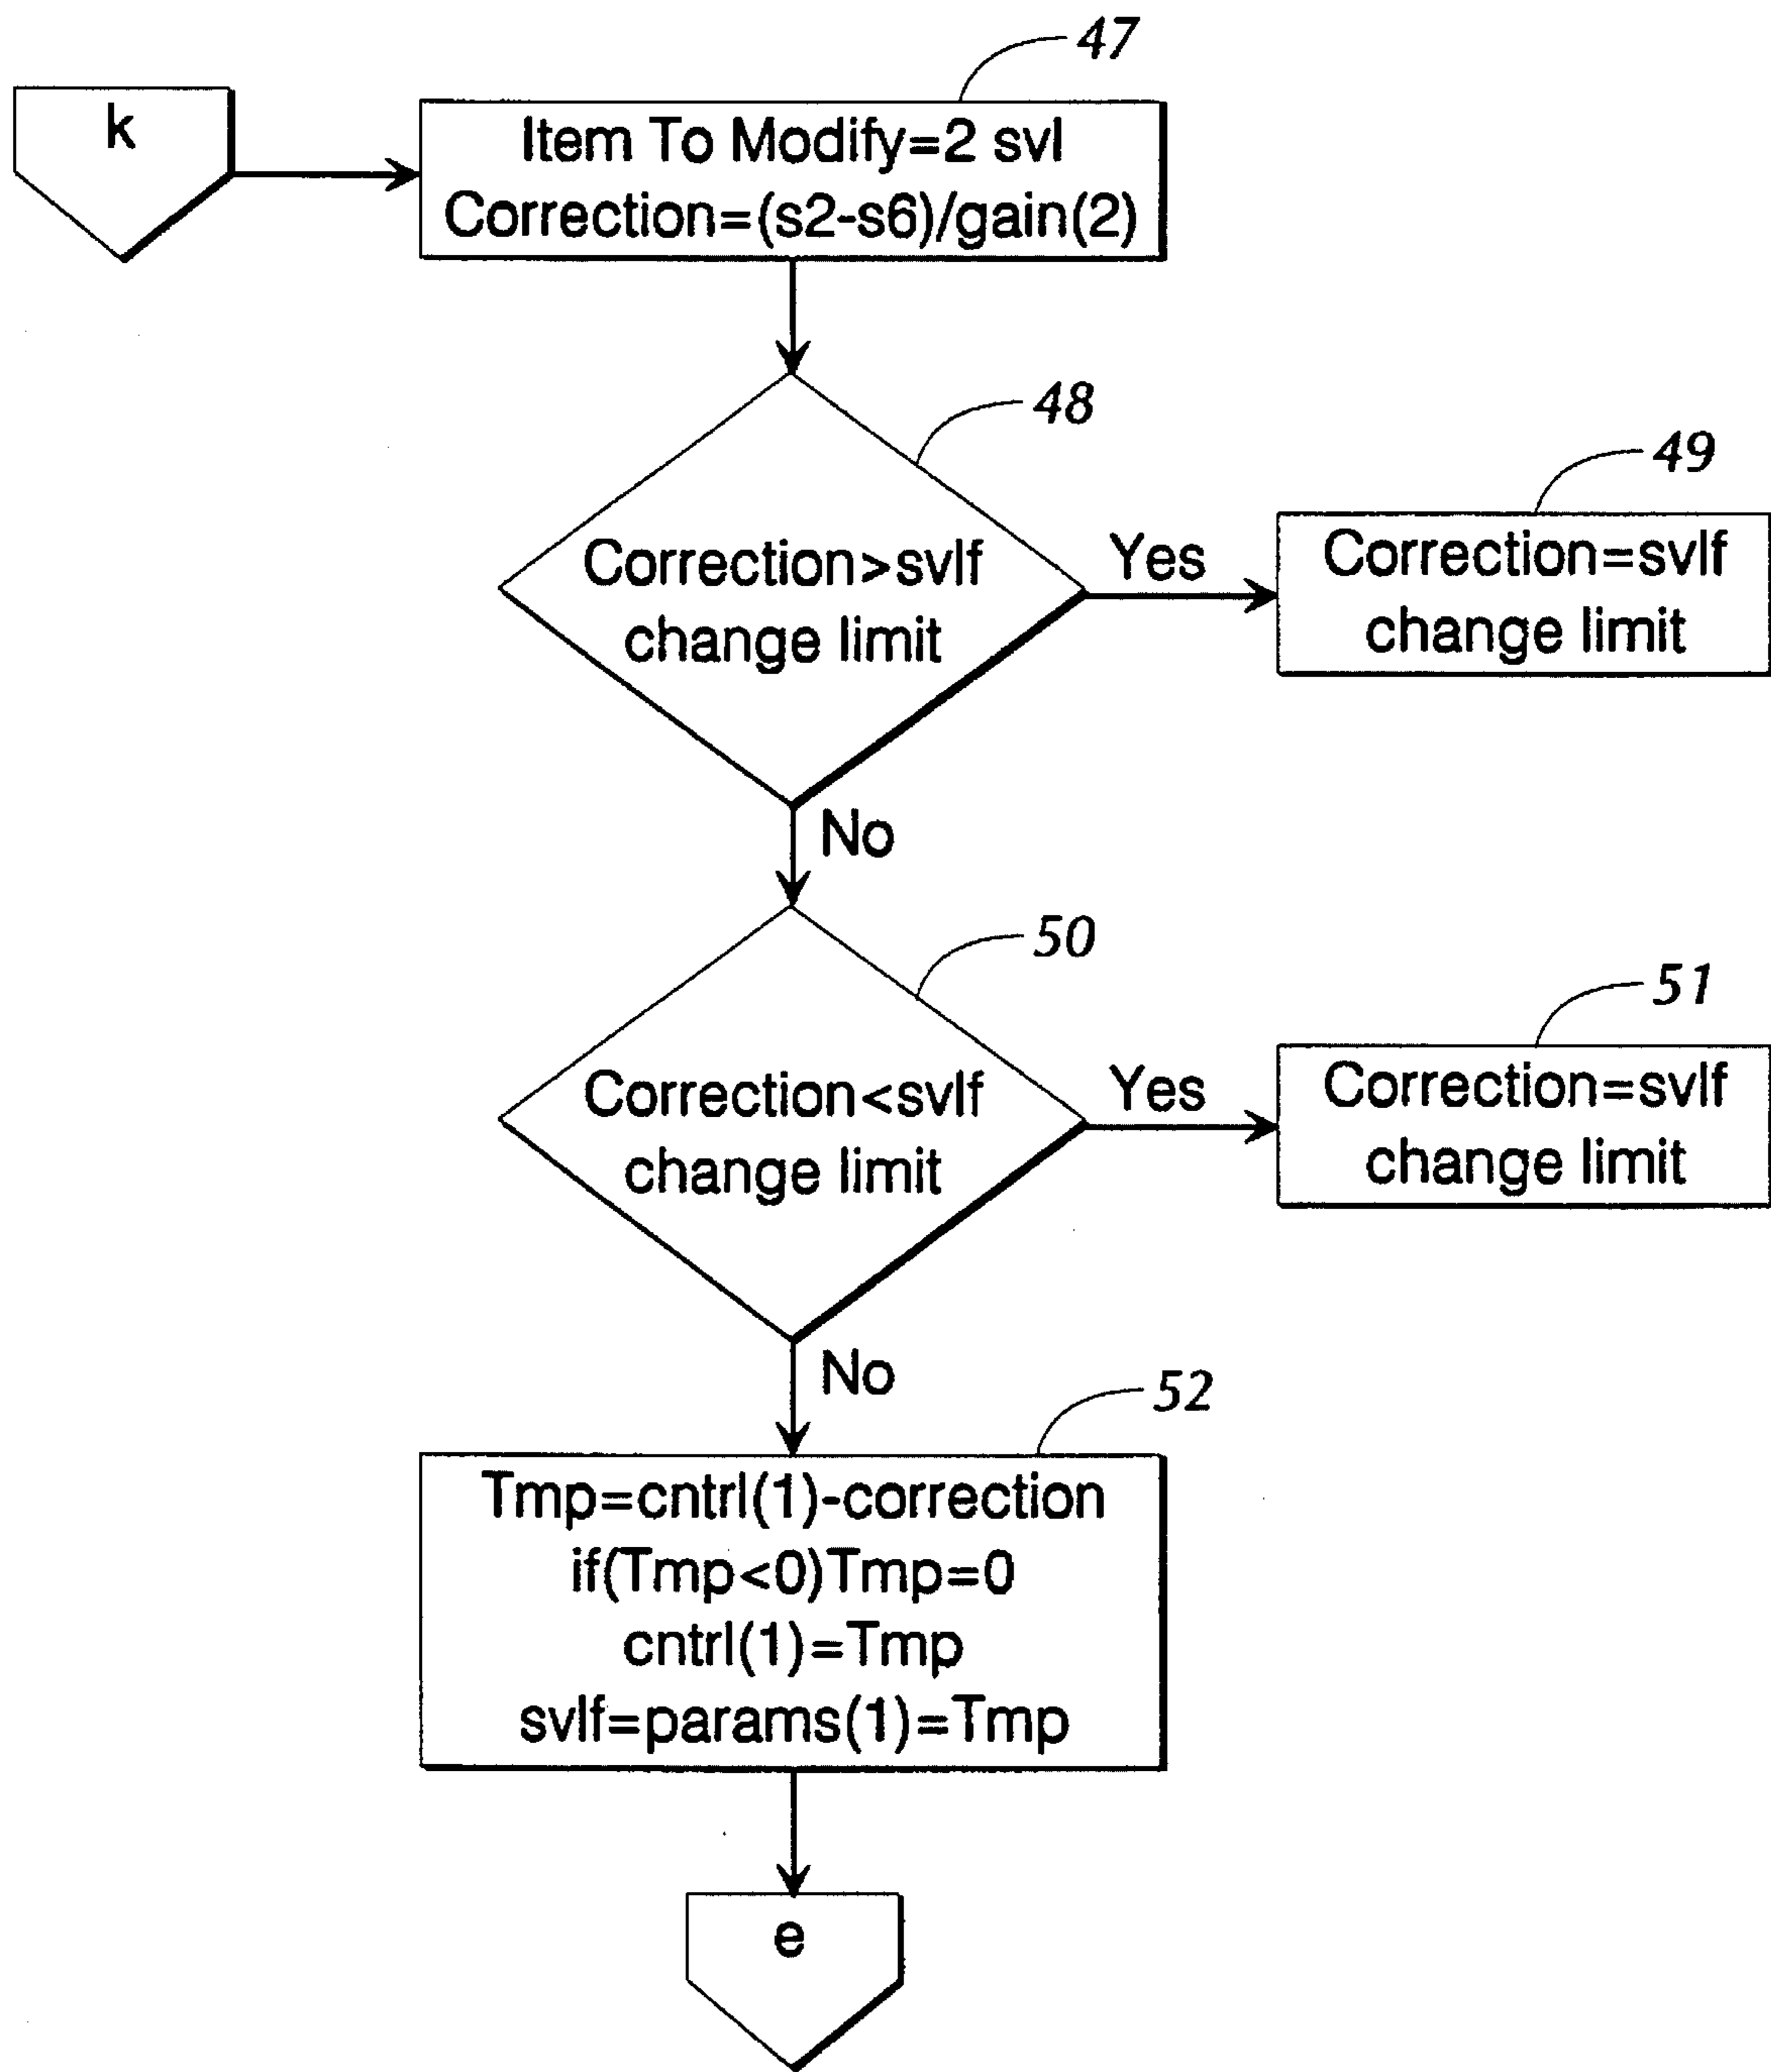 47
k
Item To Modify=2 svl
Correction=(s2-s6)/gain(2)
48
Correction>svlf
change limit
Yes
49
Correction=svlf
change limit
No
50
Correction<svlf
change limit
Yes
51
Correction=svlf
change limit
No
52
Tmp=cntrl(1)-correction
if(Tmp<0)Tmp=0
cntrl(1)=Tmp
svlf=params(1)=Tmp
e